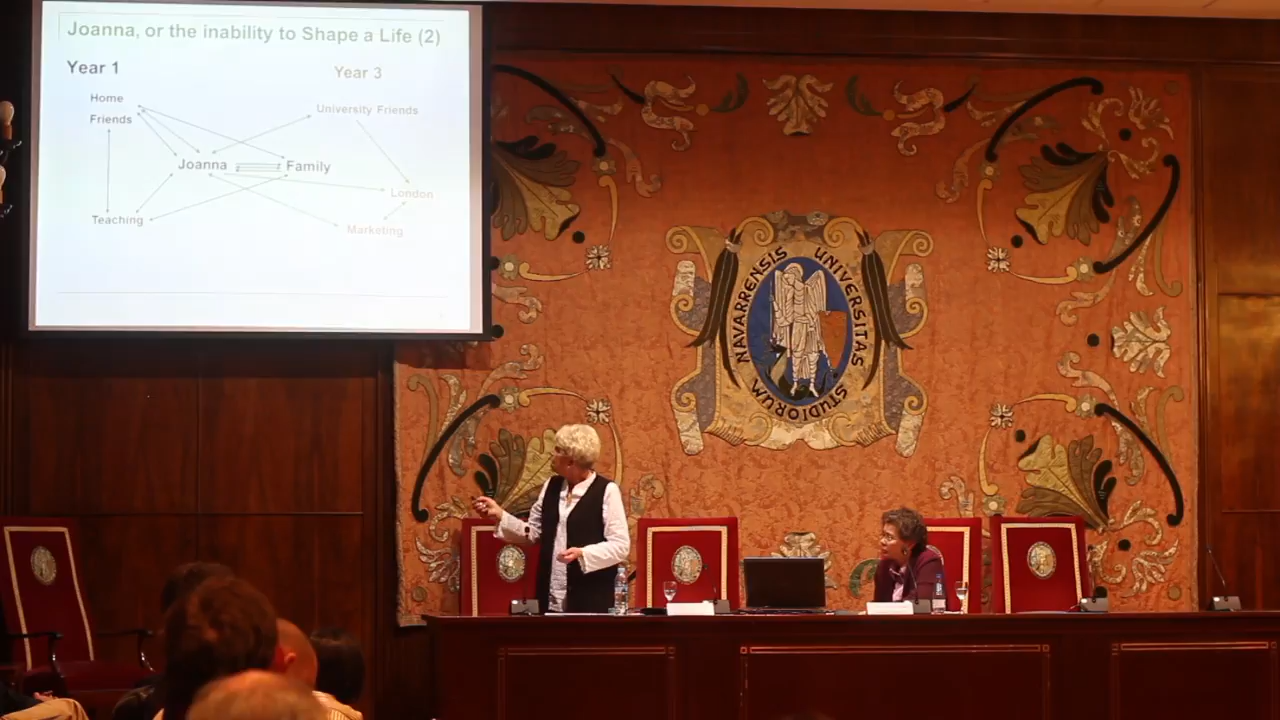 Joanna, or the inability to Shape a Life (2)
Year 1
Year 3
Home
Friends
University Friends
Joanna
Family
London
Teaching
Marketing
UNIVERSITAS
STUDIORUM
NAVARRENSIS